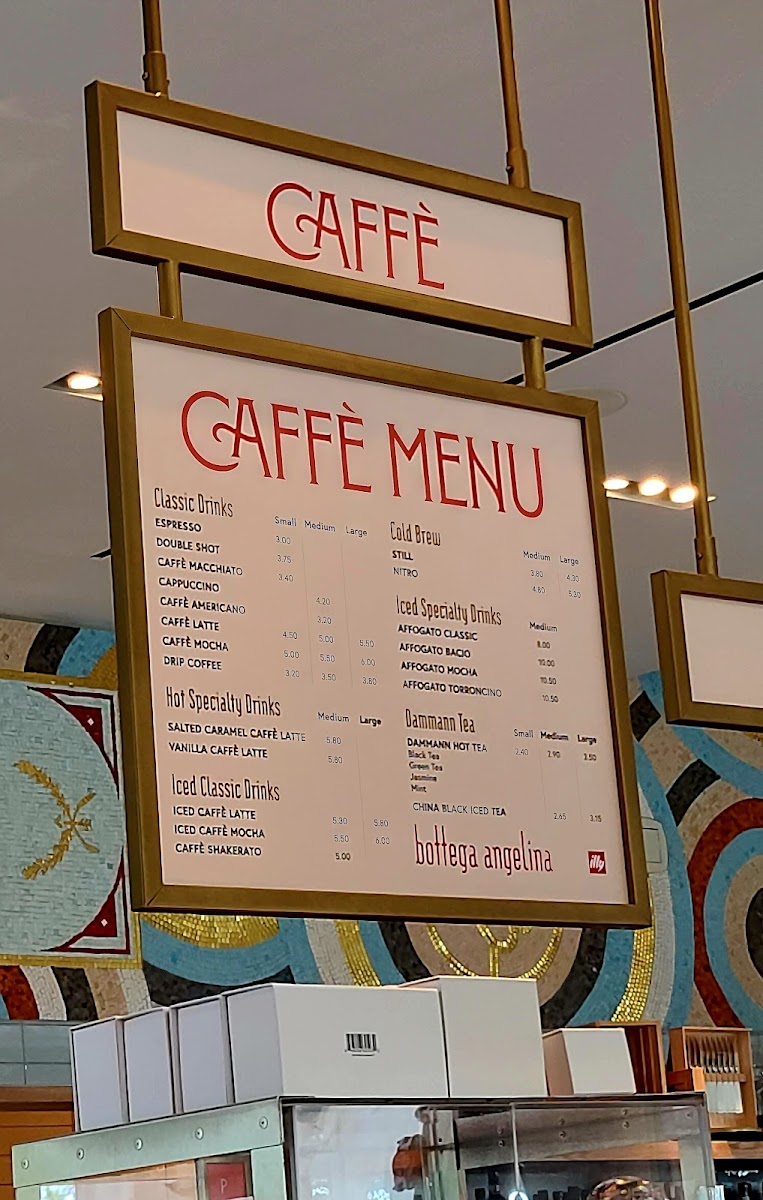 CAFFÈ
CAFFÈ MENU
Classic Drinks Small Medium Large
ESPRESSO 3.00
DOUBLE SHOT 3.75
CAFFÈ MACCHIATO 3.40
CAPPUCCINO 4.20
CAFFÈ AMERICANO 3.20
CAFFÈ LATTE 4.50 5.00 5.50
CAFFÈ MOCHA 5.00 5.50 6.00
DRIP COFFEE 3.20 3.50 3.80
Hot Specialty Drinks Medium Large
SALTED CARAMEL CAFFÈ LATTE 5.80
VANILLA CAFFÈ LATTE 5.80
Iced Classic Drinks
ICED CAFFÈ LATTE 5.30 5.80
ICED CAFFÈ MOCHA 5.50 6.00
CAFFÈ SHAKERATO 5.00
Cold Brew Medium Large
STILL 3.80 4.30
NITRO 4.80 5.30
Iced Specialty Drinks Medium
AFFOGATO CLASSIC 8.00
AFFOGATO BACIO 10.00
AFFOGATO MOCHA 10.50
AFFOGATO TORRONCINO 10.50
Dammann Tea Small Medium Large
DAMMANN HOT TEA 2.40 2.90 3.50
Black Tea
Green Tea
Jasmine
Mint
CHINA BLACK ICED TEA 2.65 3.15
bottega angelina
illy
P